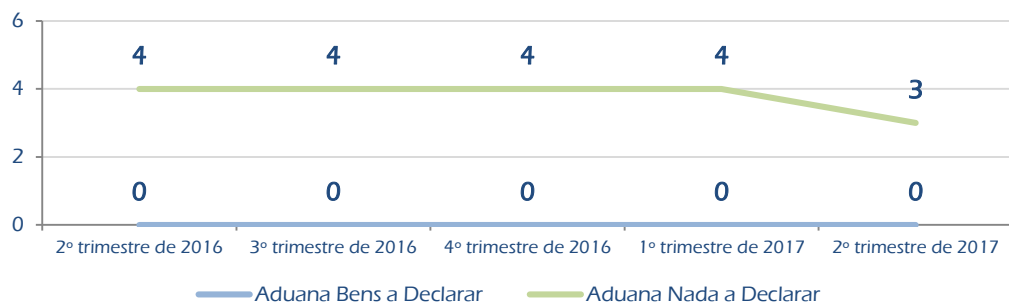 6
4 4 4 4
4 3
2
0 0 0 0 0
0
2º trimestre de 2016 3º trimestre de 2016 4º trimestre de 2016 1º trimestre de 2017 2º trimestre de 2017
Aduana Bens a Declarar Aduana Nada a Declarar